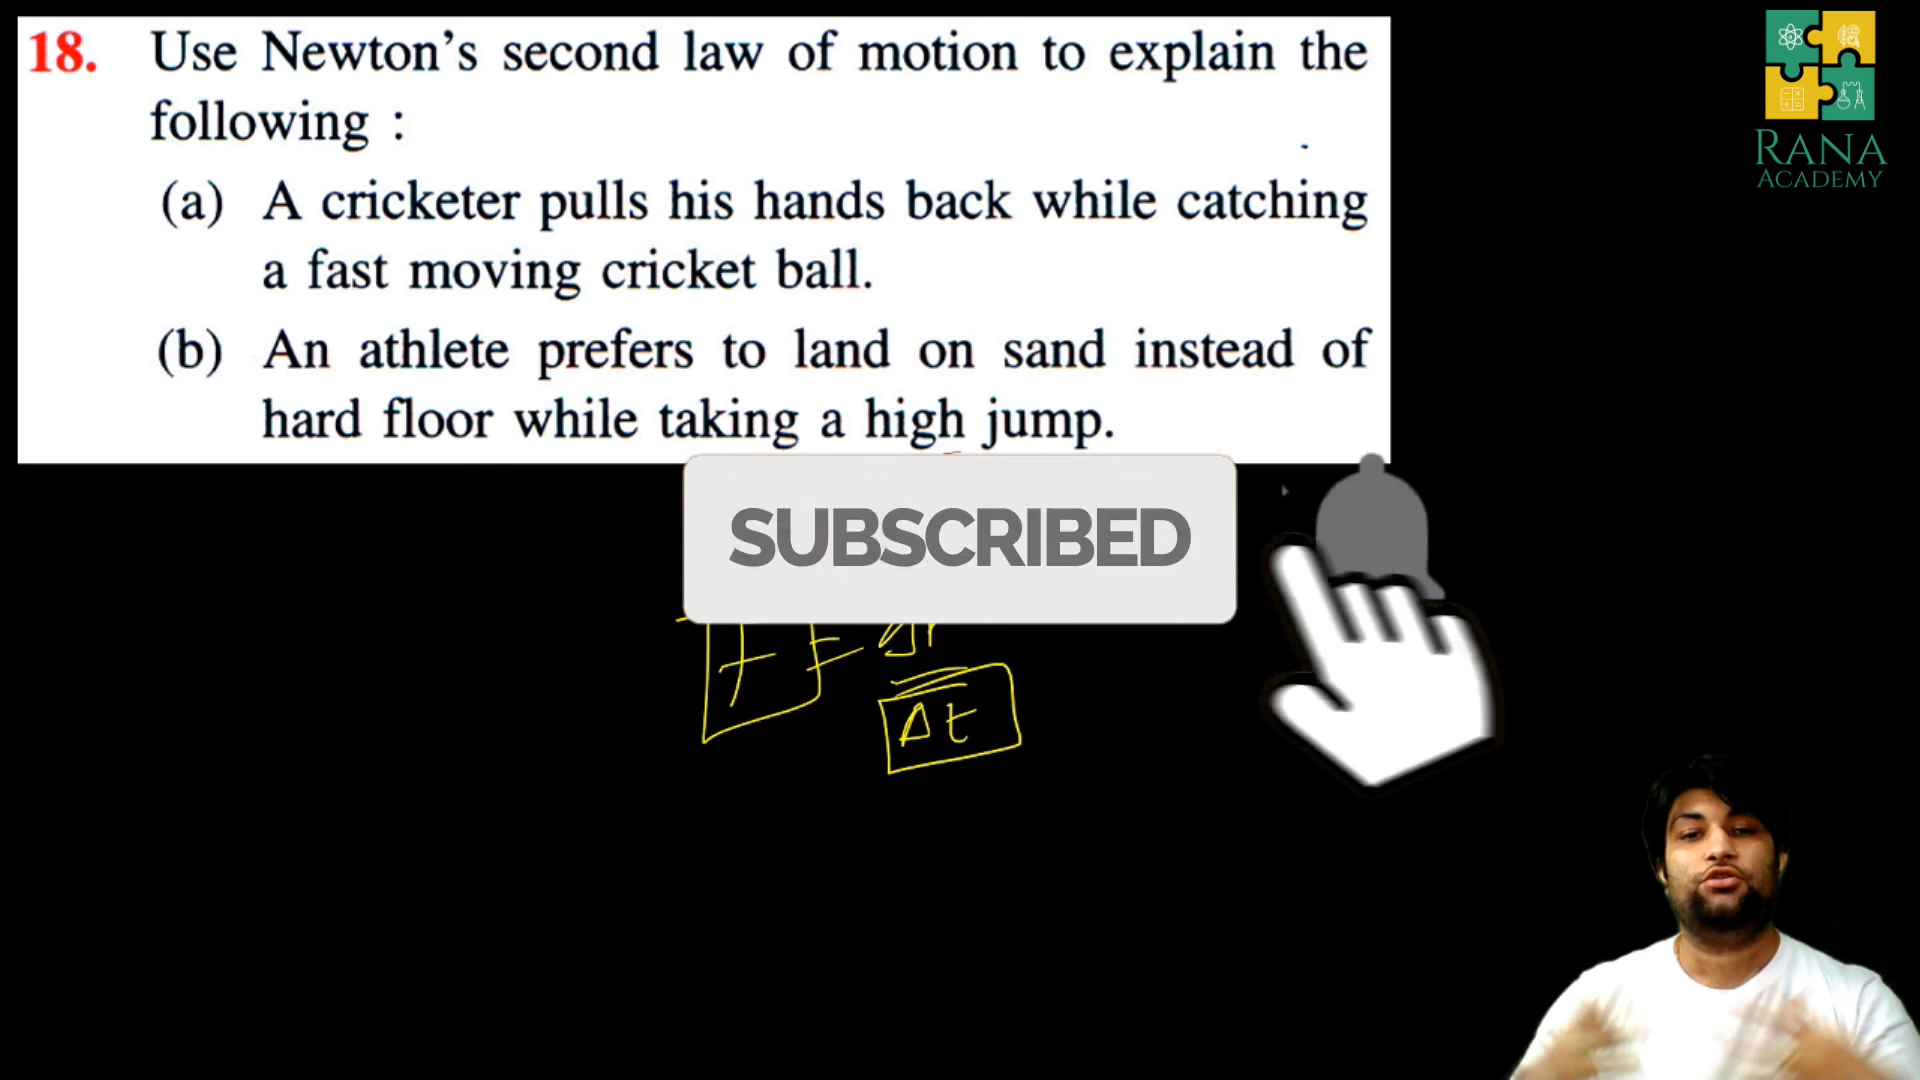 18. Use Newton's second law of motion to explain the
following :
(a) A cricketer pulls his hands back while catching
a fast moving cricket ball.
(b) An athlete prefers to land on sand instead of
hard floor while taking a high jump.
RANA
ACADEMY
SUBSCRIBED
Δt